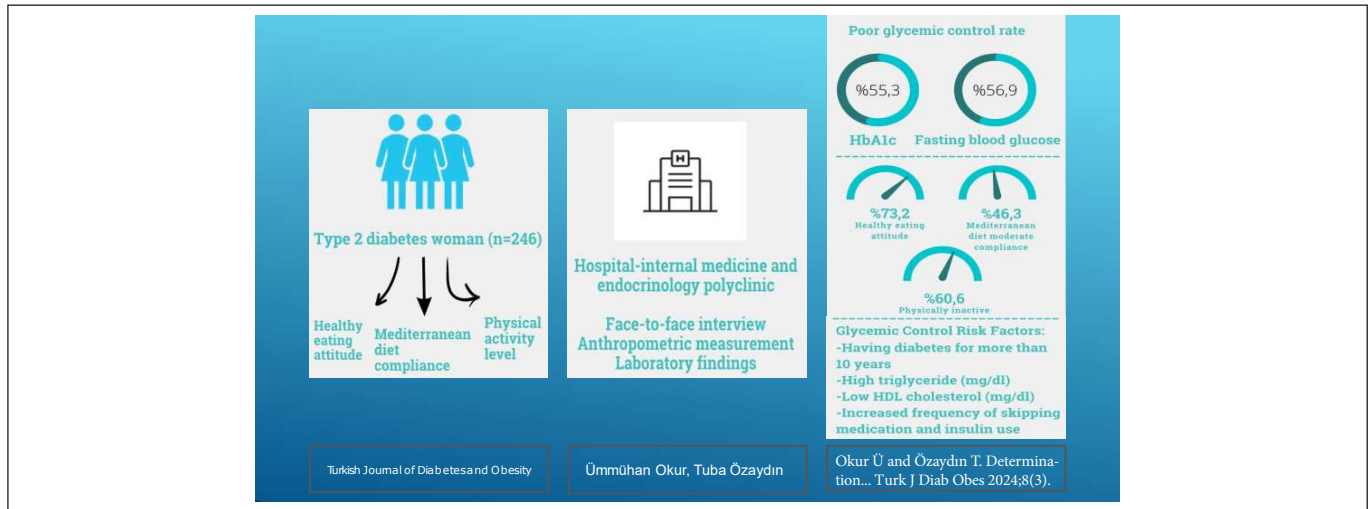 Type 2 diabetes woman (n=246)
Healthy
eating
attitude
Mediterranean
diet
compliance
Physical
activity
level
H
Hospital-internal medicine and
endocrinology polyclinic
Face-to-face interview
Anthropometric measurement
Laboratory findings
Poor glycemic control rate
%55,3
%56,9
HbA1c
Fasting blood glucose
%73,2
Healthy eating
attitude
%46,3
Mediterranean
diet moderate
compliance
%60,6
Physically inactive
Glycemic Control Risk Factors:
-Having diabetes for more than
10 years
-High triglyceride (mg/dl)
-Low HDL cholesterol (mg/dl)
-Increased frequency of skipping
medication and insulin use
Turkish Journal of Diabetes and Obesity
Ümmühan Okur, Tuba Özaydın
Okur Ü and Özaydın T. Determina-
tion... Turk J Diab Obes 2024;8(3).